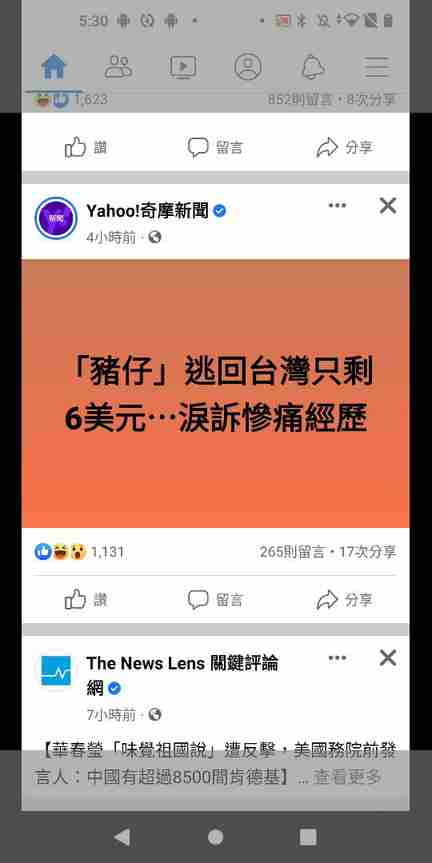 5:30
1,623
852則留言・8次分享
讚
留言
分享
Yahoo!奇摩新聞
4小時前 ·
「豬仔」逃回台灣只剩
6美元…淚訴慘痛經歷
1,131
265則留言・17次分享
讚
留言
分享
The News Lens 關鍵評論
網
7小時前 ·
【華春瑩「味覺祖國說」遭反擊，美國務院前發
言人：中國有超過8500間肯德基】... 查看更多